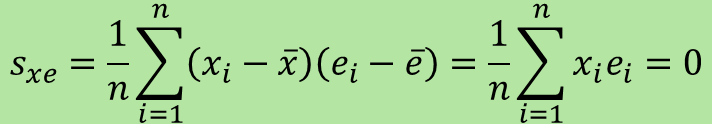 $s_{xe} = \frac{1}{n}\sum_{i=1}^{n}(x_i - \bar{x})(e_i - \bar{e}) = \frac{1}{n}\sum_{i=1}^{n} x_i e_i = 0$